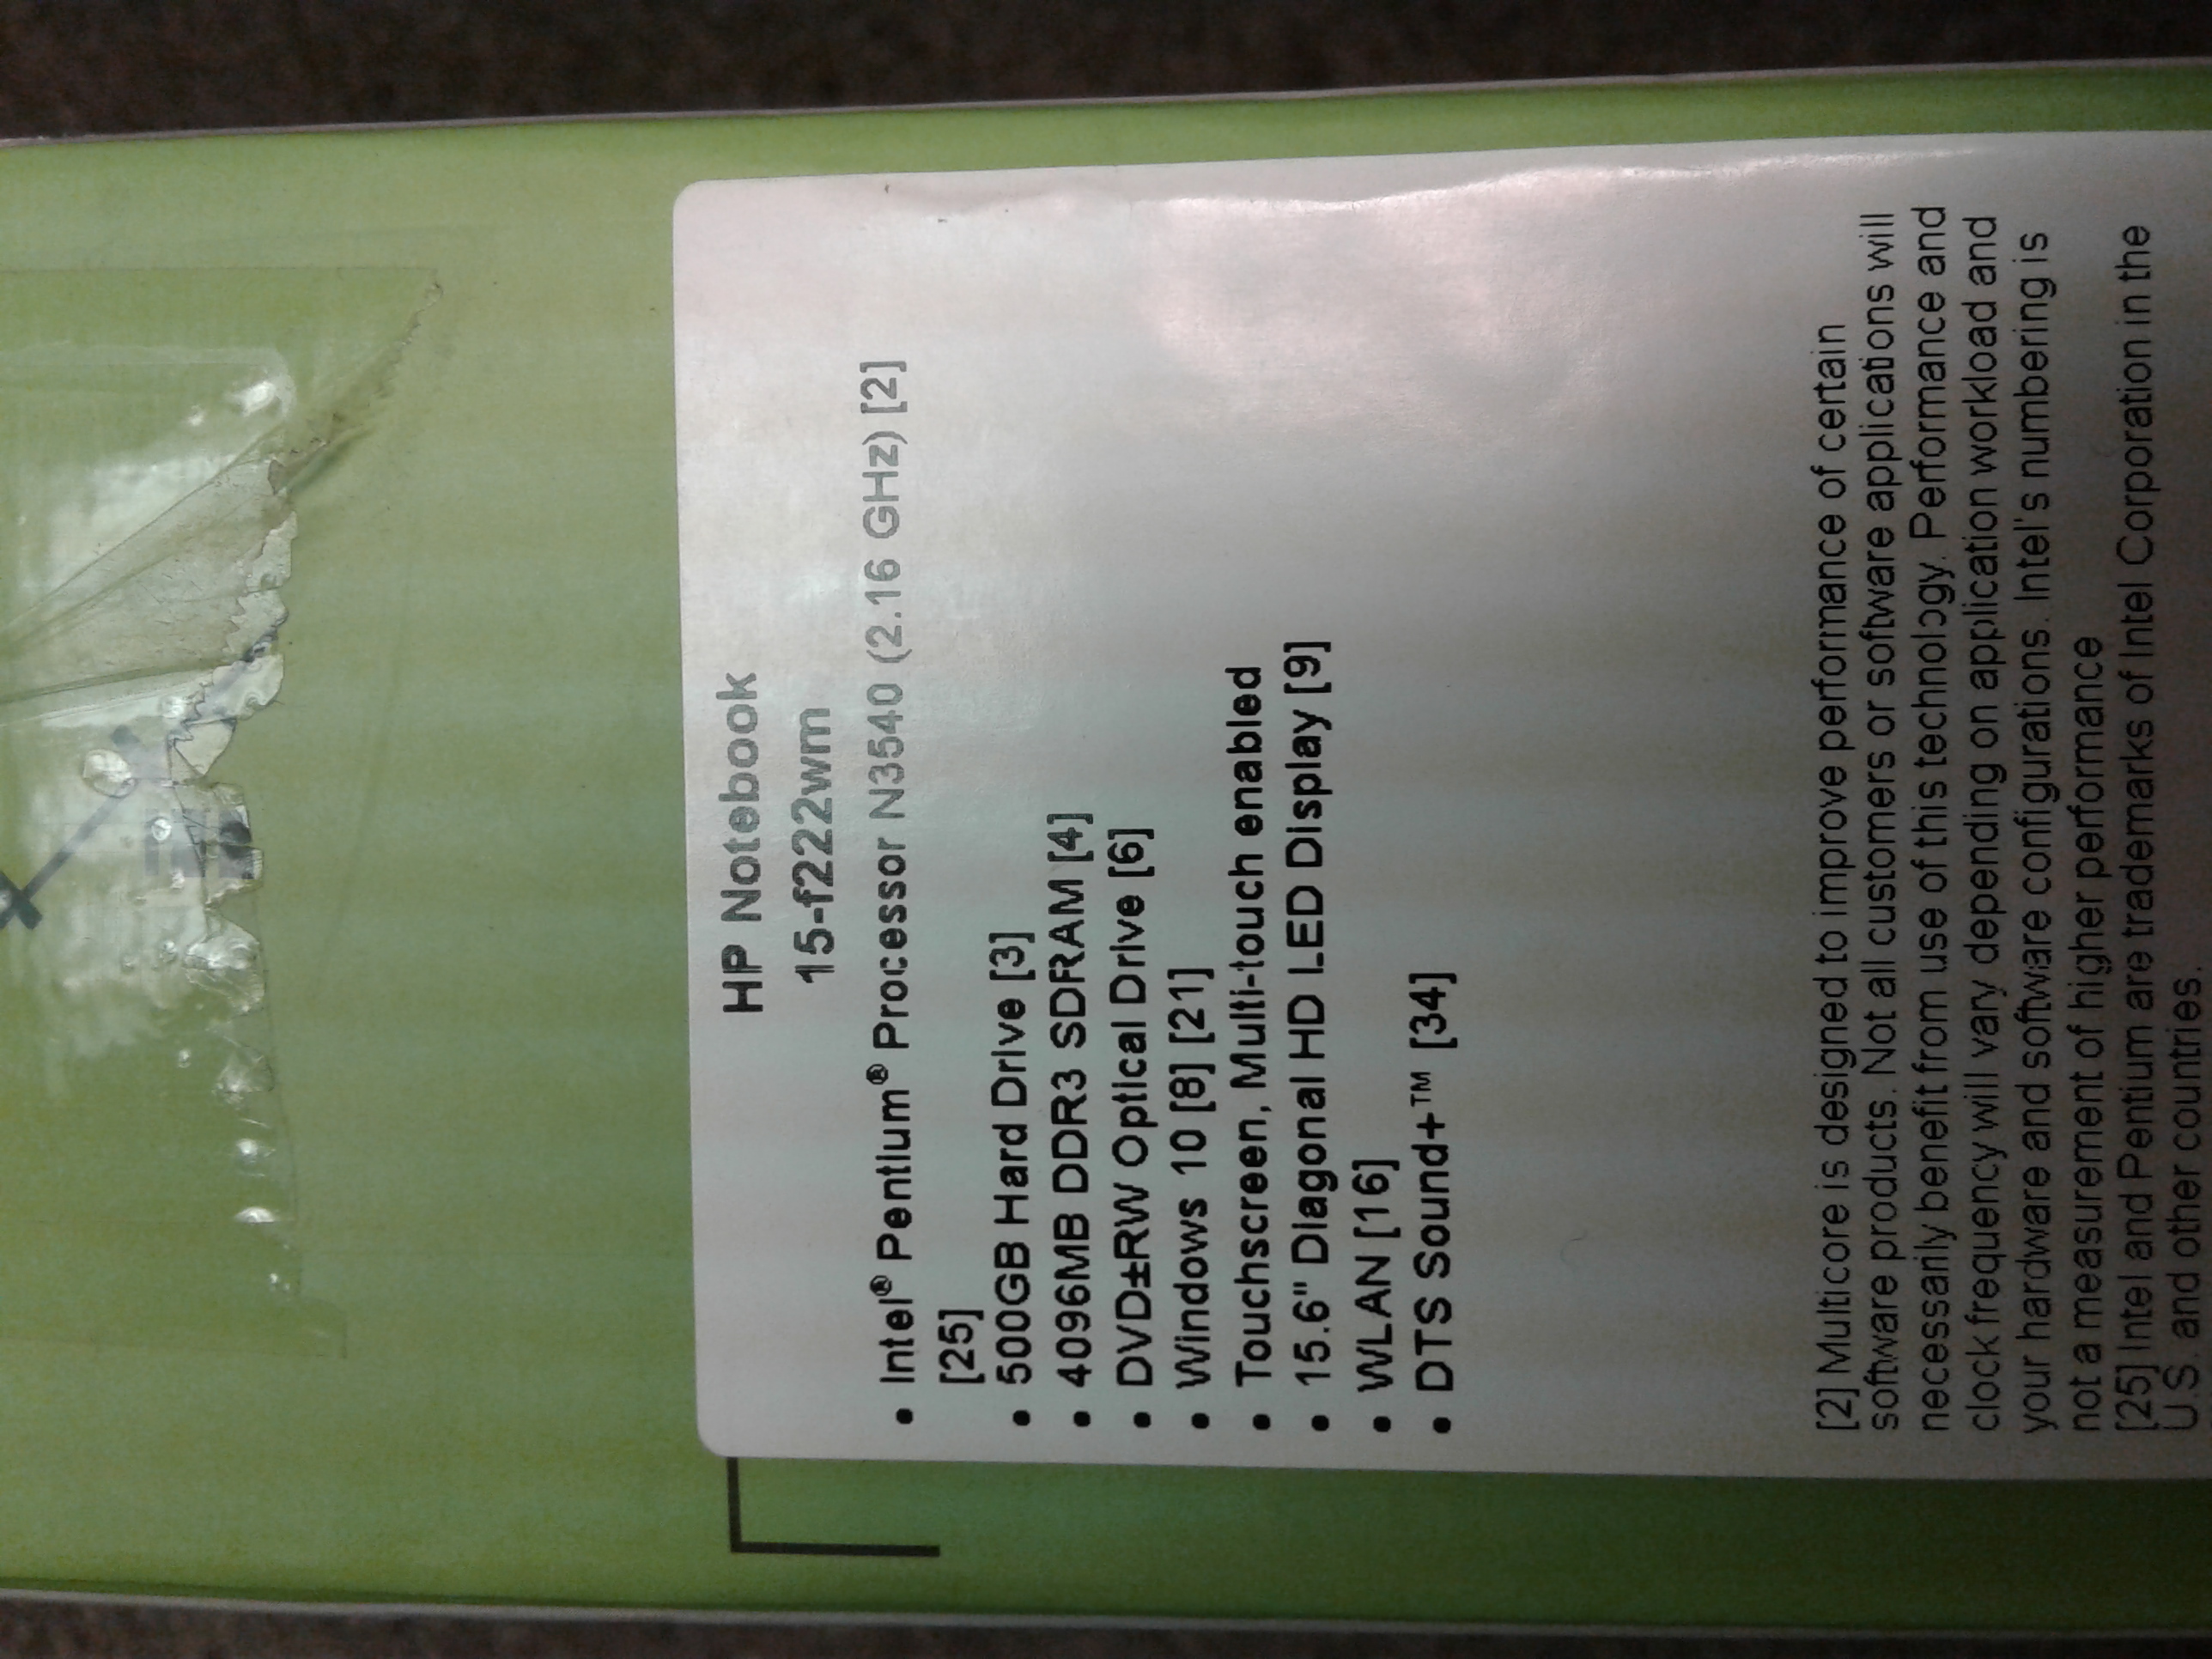 HP Notebook
15-f222wm
• Intel® Pentium® Processor N3540 (2.16 GHz) [2]
[25]
• 500GB Hard Drive [3]
• 4096MB DDR3 SDRAM [4]
• DVD±RW Optical Drive [6]
• Windows 10 [8] [21]
• Touchscreen, Multi-touch enabled
• 15.6" Diagonal HD LED Display [9]
• WLAN [16]
• DTS Sound+™ [34]
[2] Multicore is designed to improve performance of certain
software products. Not all customers or software applications will
necessarily benefit from use of this technology. Performance and
clock frequency will vary depending on application workload and
your hardware and software configurations. Intel's numbering is
not a measurement of higher performance
[25] Intel and Pentium are trademarks of Intel Corporation in the
U.S. and other countries.